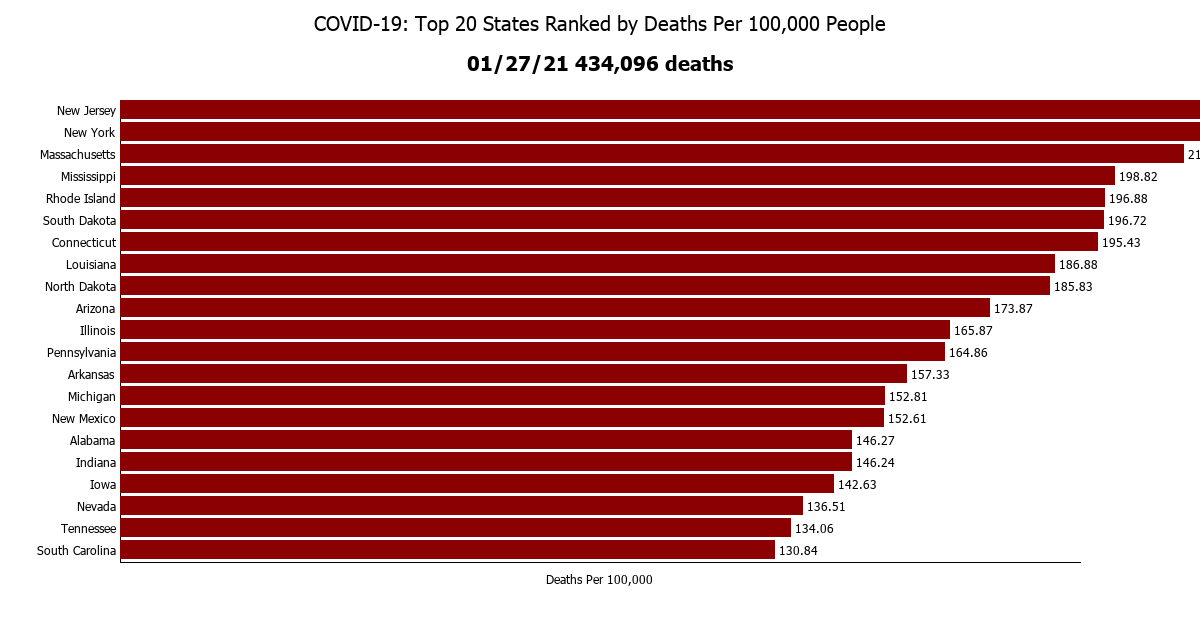 COVID-19: Top 20 States Ranked by Deaths Per 100,000 People
01/27/21 434,096 deaths
New Jersey
New York
Massachusetts 21
Mississippi 198.82
Rhode Island 196.88
South Dakota 196.72
Connecticut 195.43
Louisiana 186.88
North Dakota 185.83
Arizona 173.87
Illinois 165.87
Pennsylvania 164.86
Arkansas 157.33
Michigan 152.81
New Mexico 152.61
Alabama 146.27
Indiana 146.24
Iowa 142.63
Nevada 136.51
Tennessee 134.06
South Carolina 130.84
Deaths Per 100,000